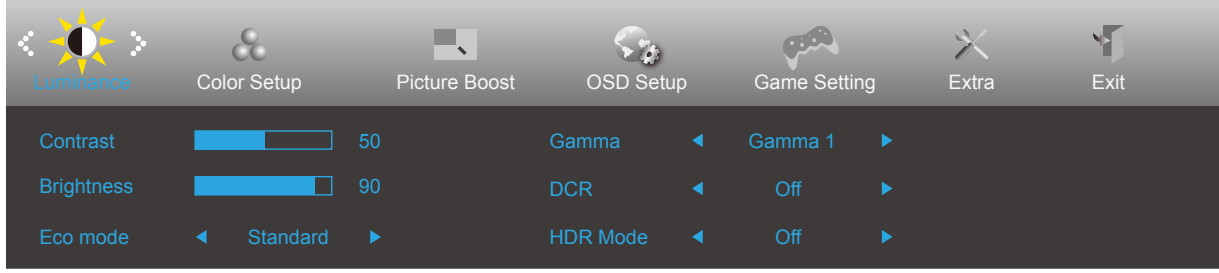 Luminance Color Setup Picture Boost OSD Setup Game Setting Extra Exit
Contrast 50 Gamma Gamma 1
Brightness 90 DCR Off
Eco mode Standard HDR Mode Off